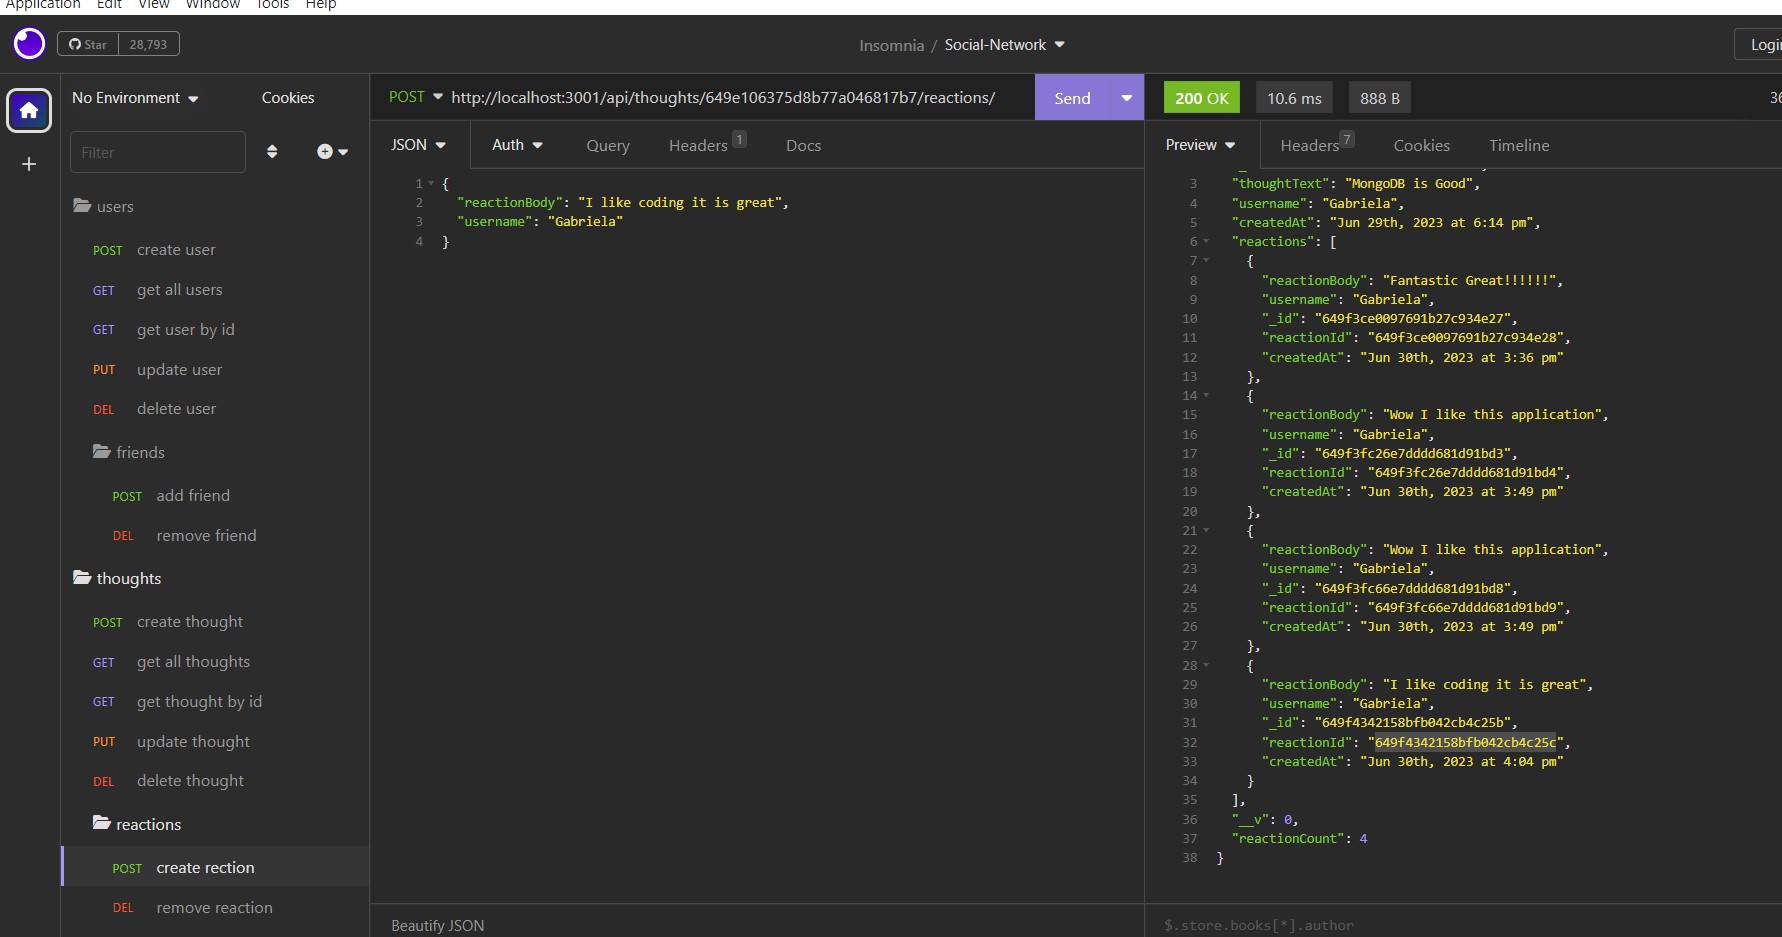 Application Edit View Window Tools Help
Star 28,793
Insomnia / Social-Network
No Environment
Cookies
Filter
users
POST create user
GET get all users
GET get user by id
PUT update user
DEL delete user
friends
POST add friend
DEL remove friend
thoughts
POST create thought
GET get all thoughts
GET get thought by id
PUT update thought
DEL delete thought
reactions
POST create rection
DEL remove reaction
POST http://localhost:3001/api/thoughts/649e106375d8b77a046817b7/reactions/ Send
JSON Auth Query Headers 1 Docs
1 {
2 "reactionBody": "I like coding it is great",
3 "username": "Gabriela"
4 }
Beautify JSON
200 OK 10.6 ms 888 B
Preview Headers 7 Cookies Timeline
3 "thoughtText": "MongoDB is Good",
4 "username": "Gabriela",
5 "createdAt": "Jun 29th, 2023 at 6:14 pm",
6 "reactions": [
7 {
8 "reactionBody": "Fantastic Great!!!!!!",
9 "username": "Gabriela",
10 "_id": "649f3ce0097691b27c934e27",
11 "reactionId": "649f3ce0097691b27c934e28",
12 "createdAt": "Jun 30th, 2023 at 3:36 pm"
13 },
14 {
15 "reactionBody": "Wow I like this application",
16 "username": "Gabriela",
17 "_id": "649f3fc26e7dddd681d91bd3",
18 "reactionId": "649f3fc26e7dddd681d91bd4",
19 "createdAt": "Jun 30th, 2023 at 3:49 pm"
20 },
21 {
22 "reactionBody": "Wow I like this application",
23 "username": "Gabriela",
24 "_id": "649f3fc66e7dddd681d91bd8",
25 "reactionId": "649f3fc66e7dddd681d91bd9",
26 "createdAt": "Jun 30th, 2023 at 3:49 pm"
27 },
28 {
29 "reactionBody": "I like coding it is great",
30 "username": "Gabriela",
31 "_id": "649f4342158bfb042cb4c25b",
32 "reactionId": "649f4342158bfb042cb4c25c",
33 "createdAt": "Jun 30th, 2023 at 4:04 pm"
34 }
35 ],
36 "__v": 0,
37 "reactionCount": 4
38 }
$.store.books[*].author